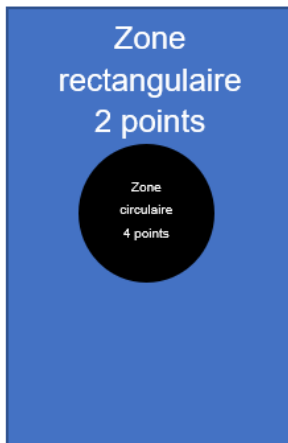 Zone
rectangulaire
2 points
Zone
circulaire
4 points